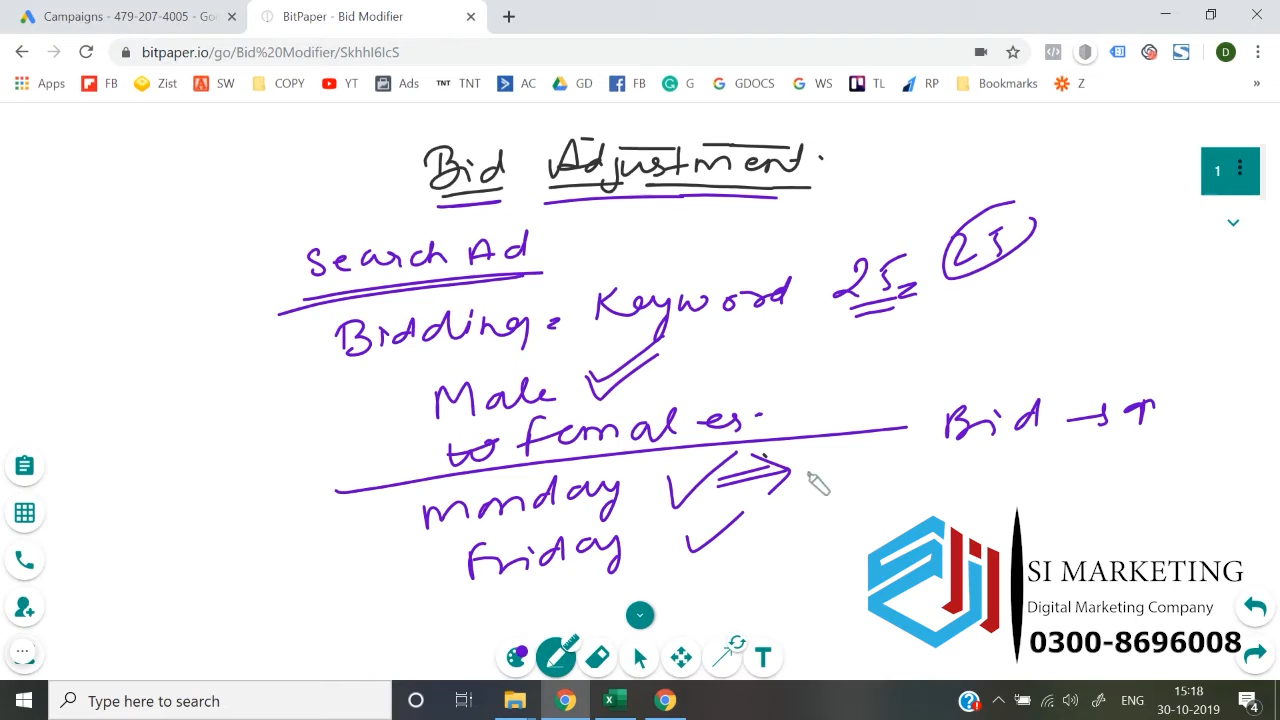 Campaigns - 479-207-4005 - Go
BitPaper - Bid Modifier
bitpaper.io/go/Bid%20Modifier/SkhhI6IcS
D
Apps FB Zist SW COPY YT Ads TNT TNT AC GD FB G GDOCS WS TL RP Bookmarks Z »
Bid Adjustment.
1
Search Ad
Bidding = Keyword 25 25
Male
females.
Bid → ↑
Monday
Friday
SI MARKETING
Digital Marketing Company
0300-8696008
T
Type here to search
ENG
15:18
30-10-2019
4